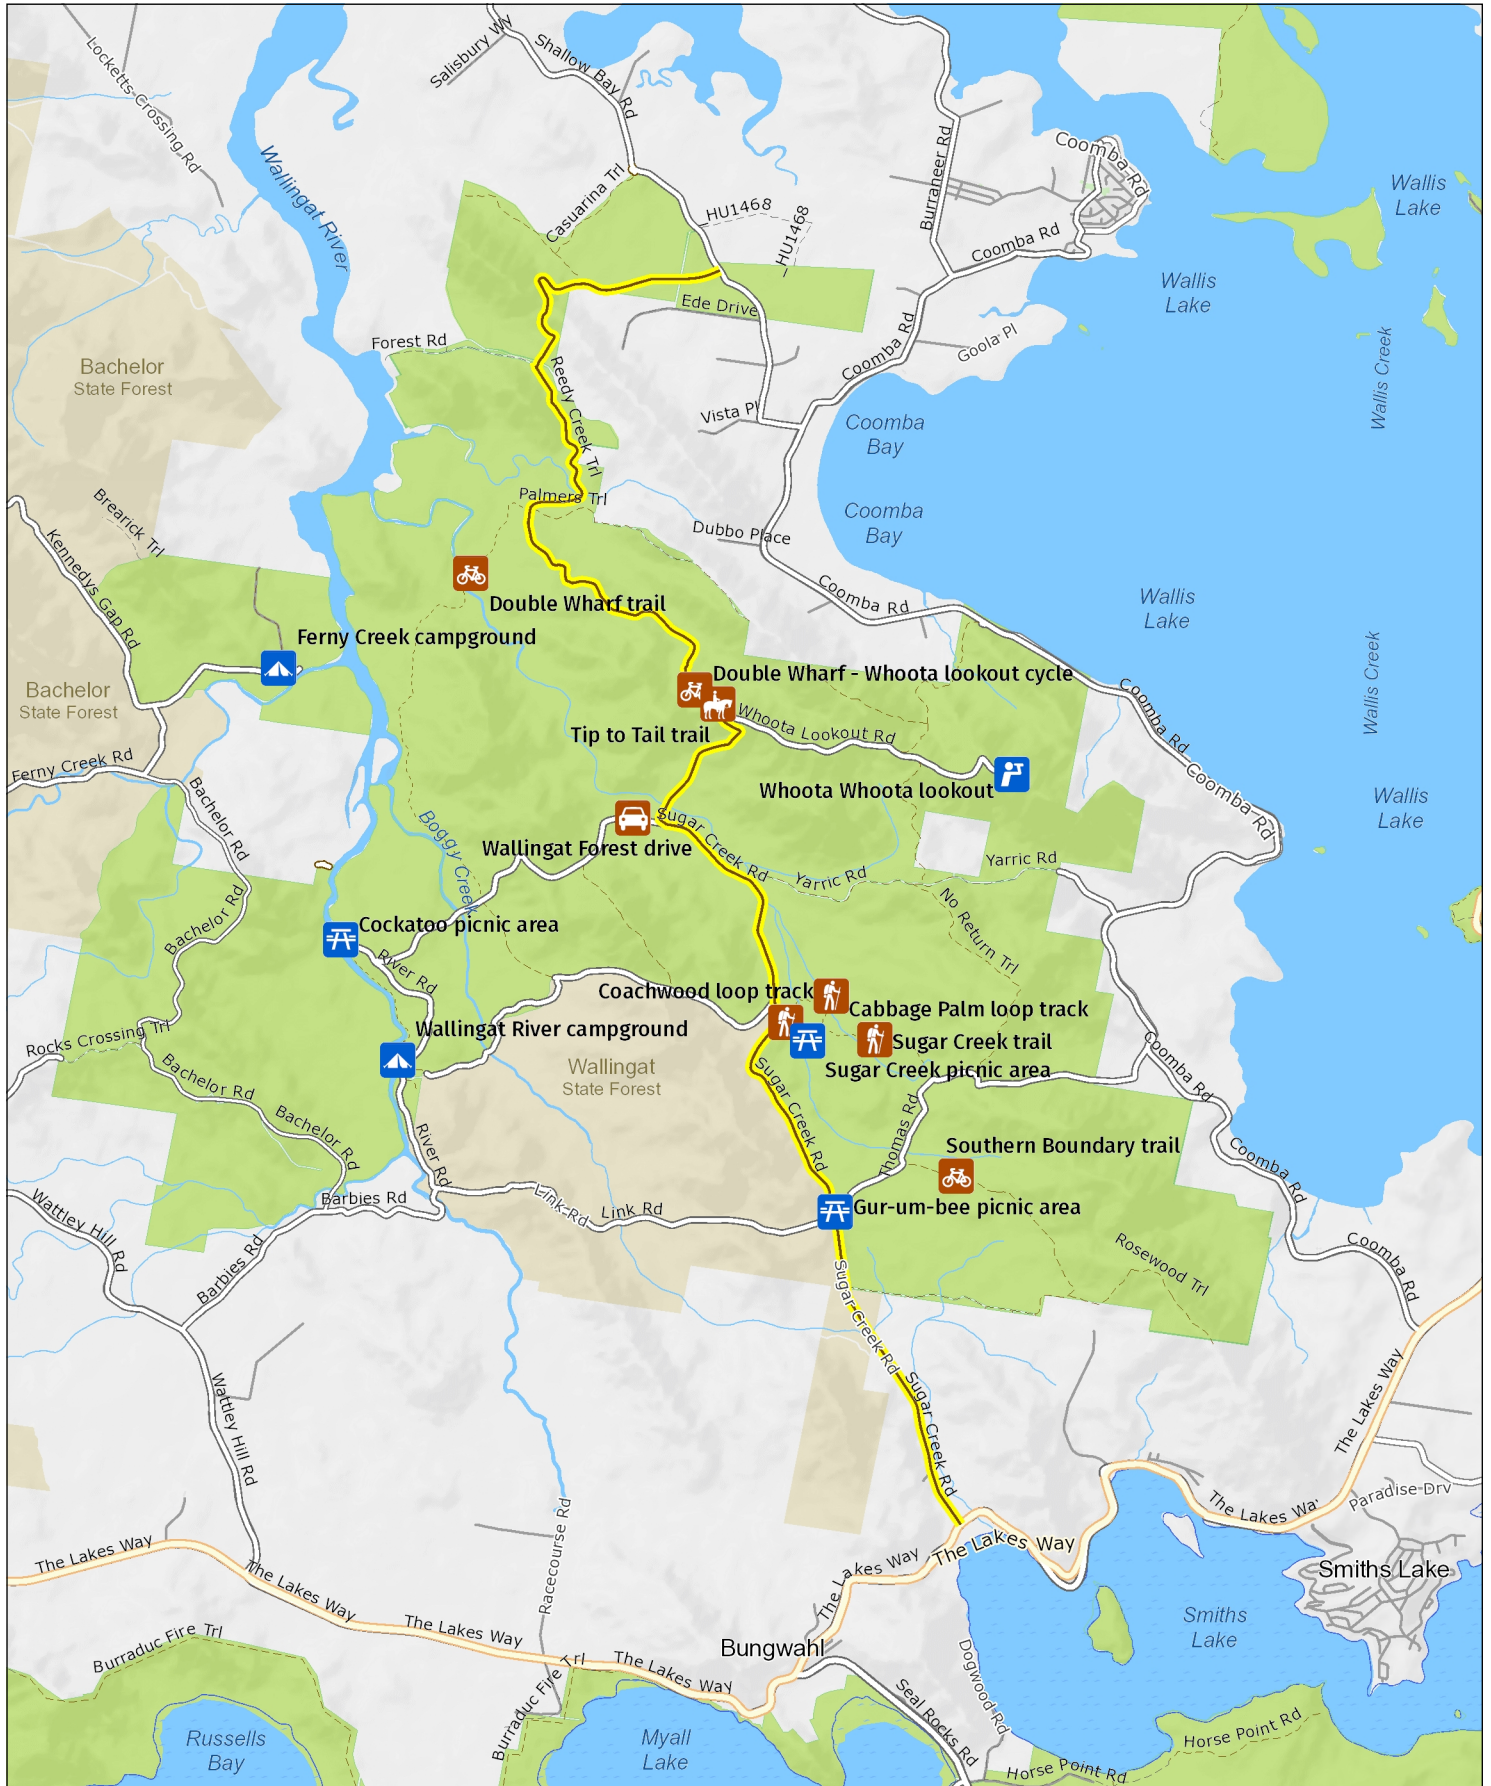 Salisbury Wy
Shallow Bay Rd
Locketts Crossing Rd
Wallingat River
Casuarina Trl
HU1468
HU1468
Burraneer Rd
Coomba Rd
Coomba Rd
Wallis
Lake
Wallis
Lake
Ede Drive
Forest Rd
Coomba Rd
Goola Pl
Wallis Creek
Bachelor
State Forest
Reedy Creek Trl
Vista Pl
Coomba
Bay
Palmers Trl
Coomba
Bay
Brearick Trl
Kennedys Gap Rd
Dubbo Place
Coomba Rd
Double Wharf trail
Wallis
Lake
Ferny Creek campground
Wallis Creek
Double Wharf - Whoota lookout cycle
Bachelor
State Forest
Coomba Rd
Whoota Lookout Rd
Tip to Tail trail
Ferny Creek Rd
Whoota Whoota lookout
Coomba Rd
Wallis
Lake
Bachelor Rd
Boggy Creek
Sugar Creek Rd
Wallingat Forest drive
Yarric Rd
Yarric Rd
Bachelor Rd
No Return Trl
Cockatoo picnic area
River Rd
Coachwood loop track
Cabbage Palm loop track
Wallingat River campground
Sugar Creek trail
Rocks Crossing Trl
Sugar Creek picnic area
Wallingat
State Forest
Bachelor Rd
Sugar Creek Rd
Coomba Rd
Thomas Rd
Bachelor Rd
River Rd
Southern Boundary trail
Coomba Rd
Wattley Hill Rd
Barbies Rd
Link Rd
Link Rd
Gur-um-bee picnic area
Barbies Rd
Rosewood Trl
Coomba Rd
Sugar Creek Rd
Sugar Creek Rd
The Lakes Way
Wattley Hill Rd
Paradise Drv
The Lakes Wa
Racecourse Rd
The Lakes Way
The Lakes Way
The Lakes Way
The Lakes Way
Smiths Lake
The Lakes Way
Smiths
Lake
The Lakes Way
Burraduc Fire Trl
Bungwahl
The Lakes Way
Burraduc Fire Trl
Dogwood Rd
Seal Rocks Rd
Russells
Bay
Myall
Lake
Horse Point Rd
Horse Point Rd